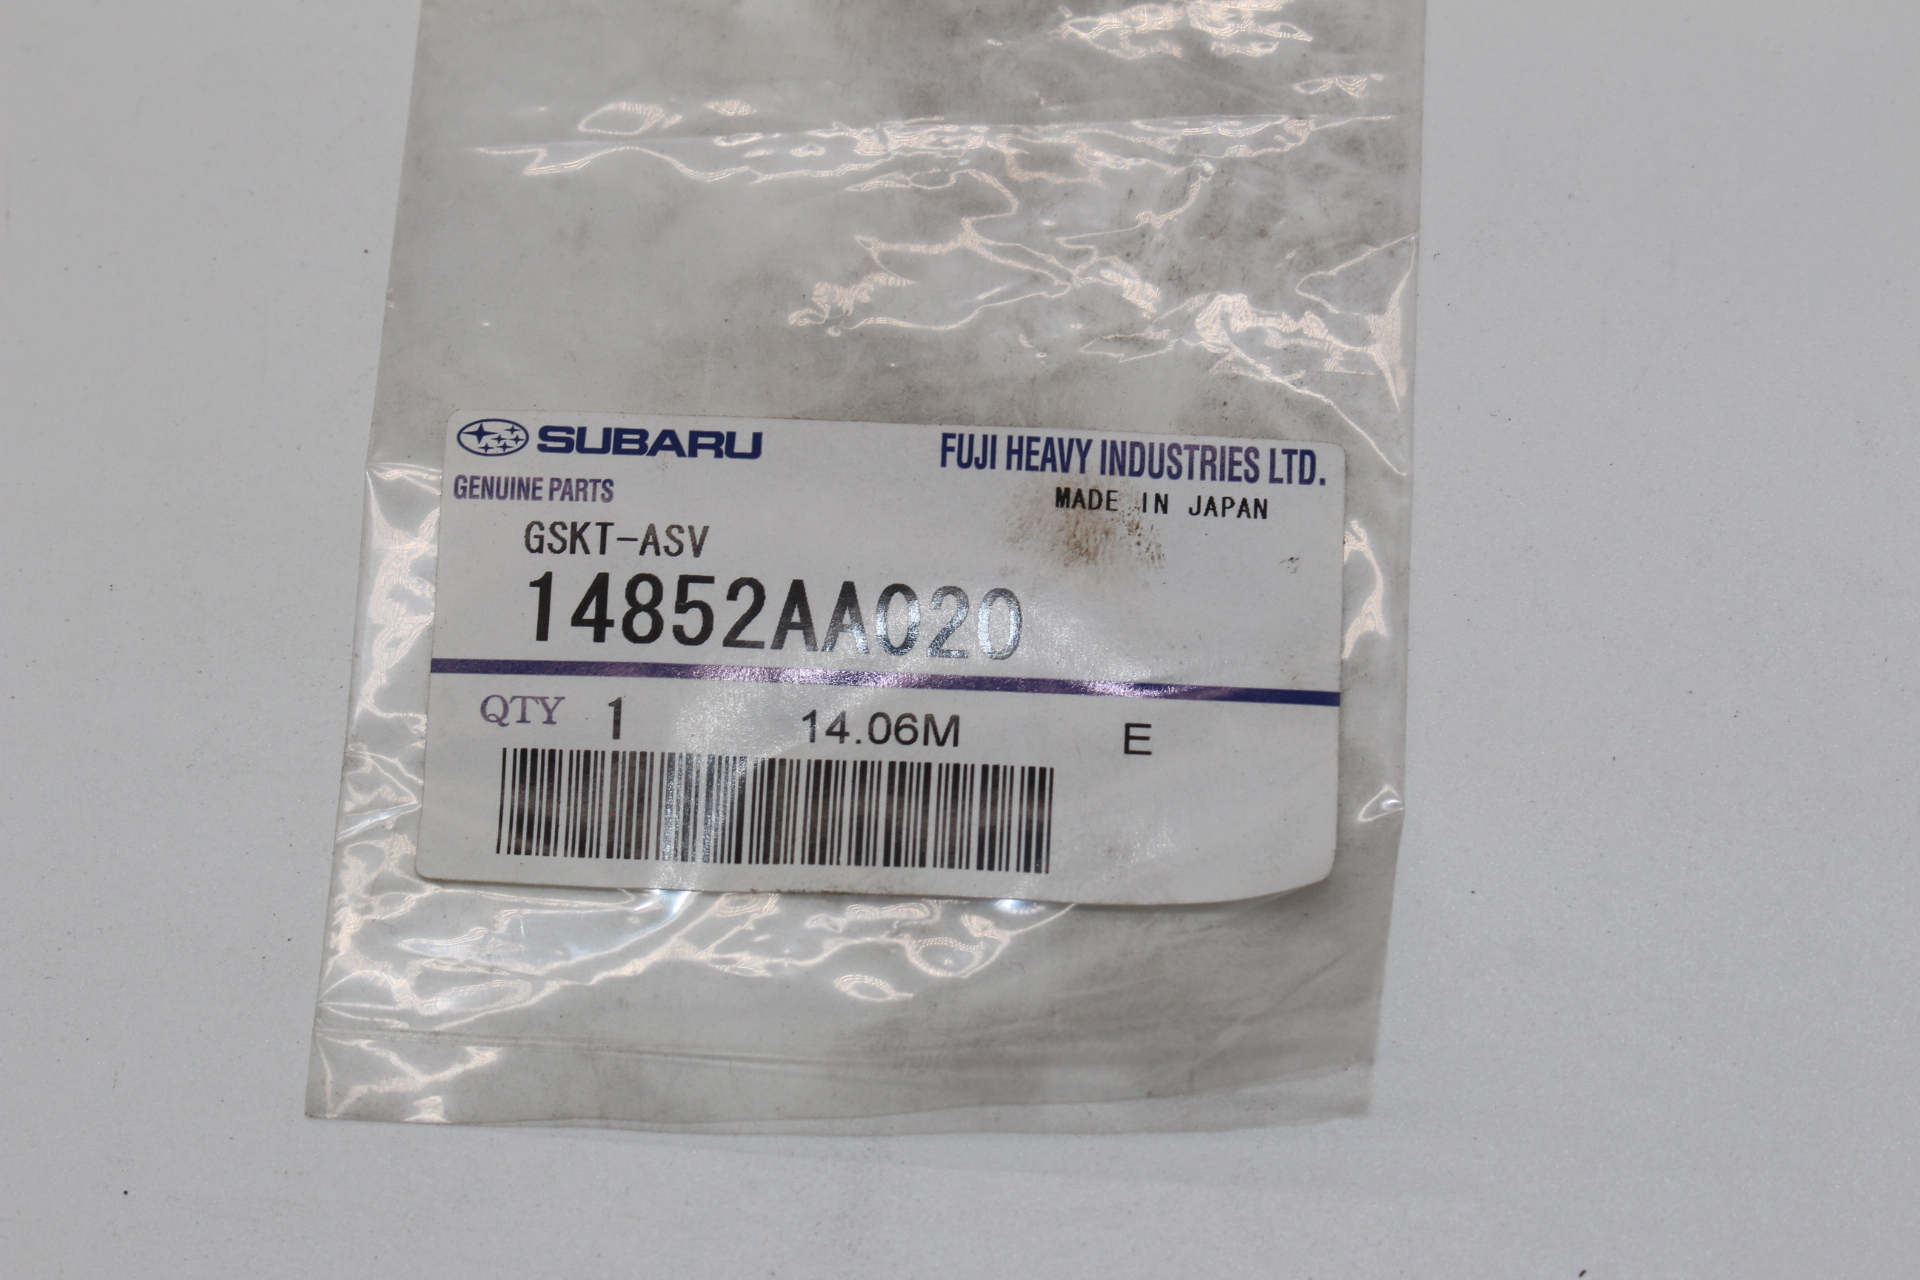 SUBARU FUJI HEAVY INDUSTRIES LTD.
GENUINE PARTS MADE IN JAPAN
GSKT-ASV
14852AA020
QTY 1 14.06M E